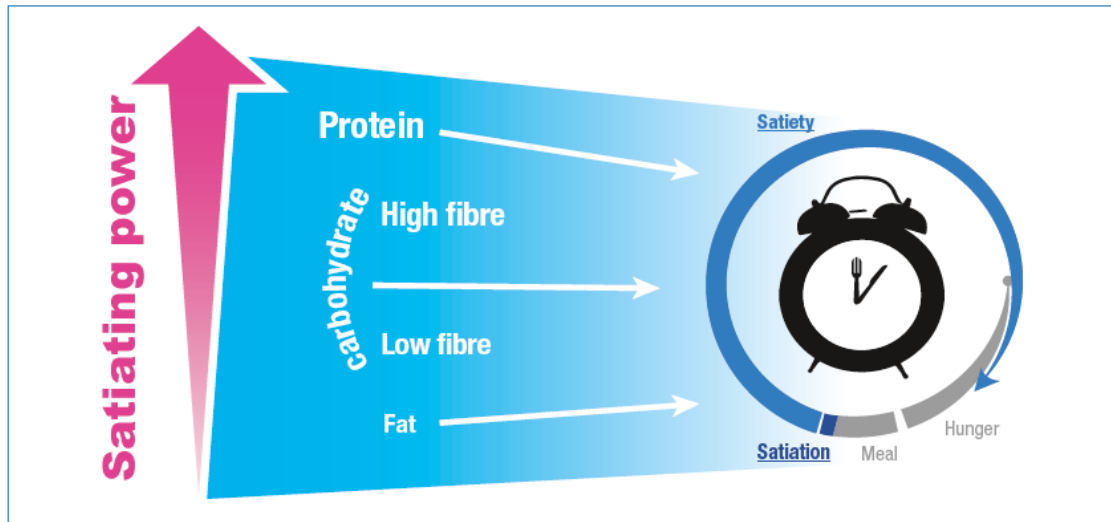 Satiating power
Protein
carbohydrate
High fibre
Low fibre
Fat
Satiety
Satiation
Meal
Hunger